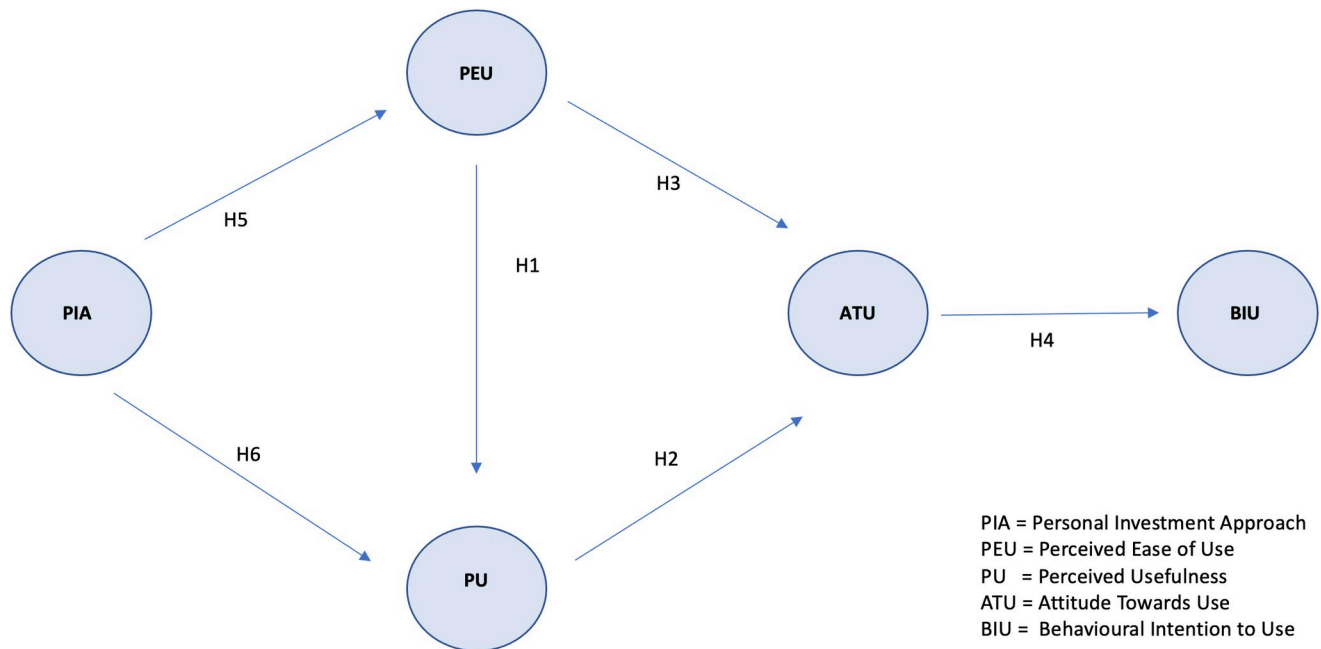 PEU
H3
H5
H1
PIA
ATU
BIU
H4
H6
H2
PU
PIA = Personal Investment Approach
PEU = Perceived Ease of Use
PU = Perceived Usefulness
ATU = Attitude Towards Use
BIU = Behavioural Intention to Use